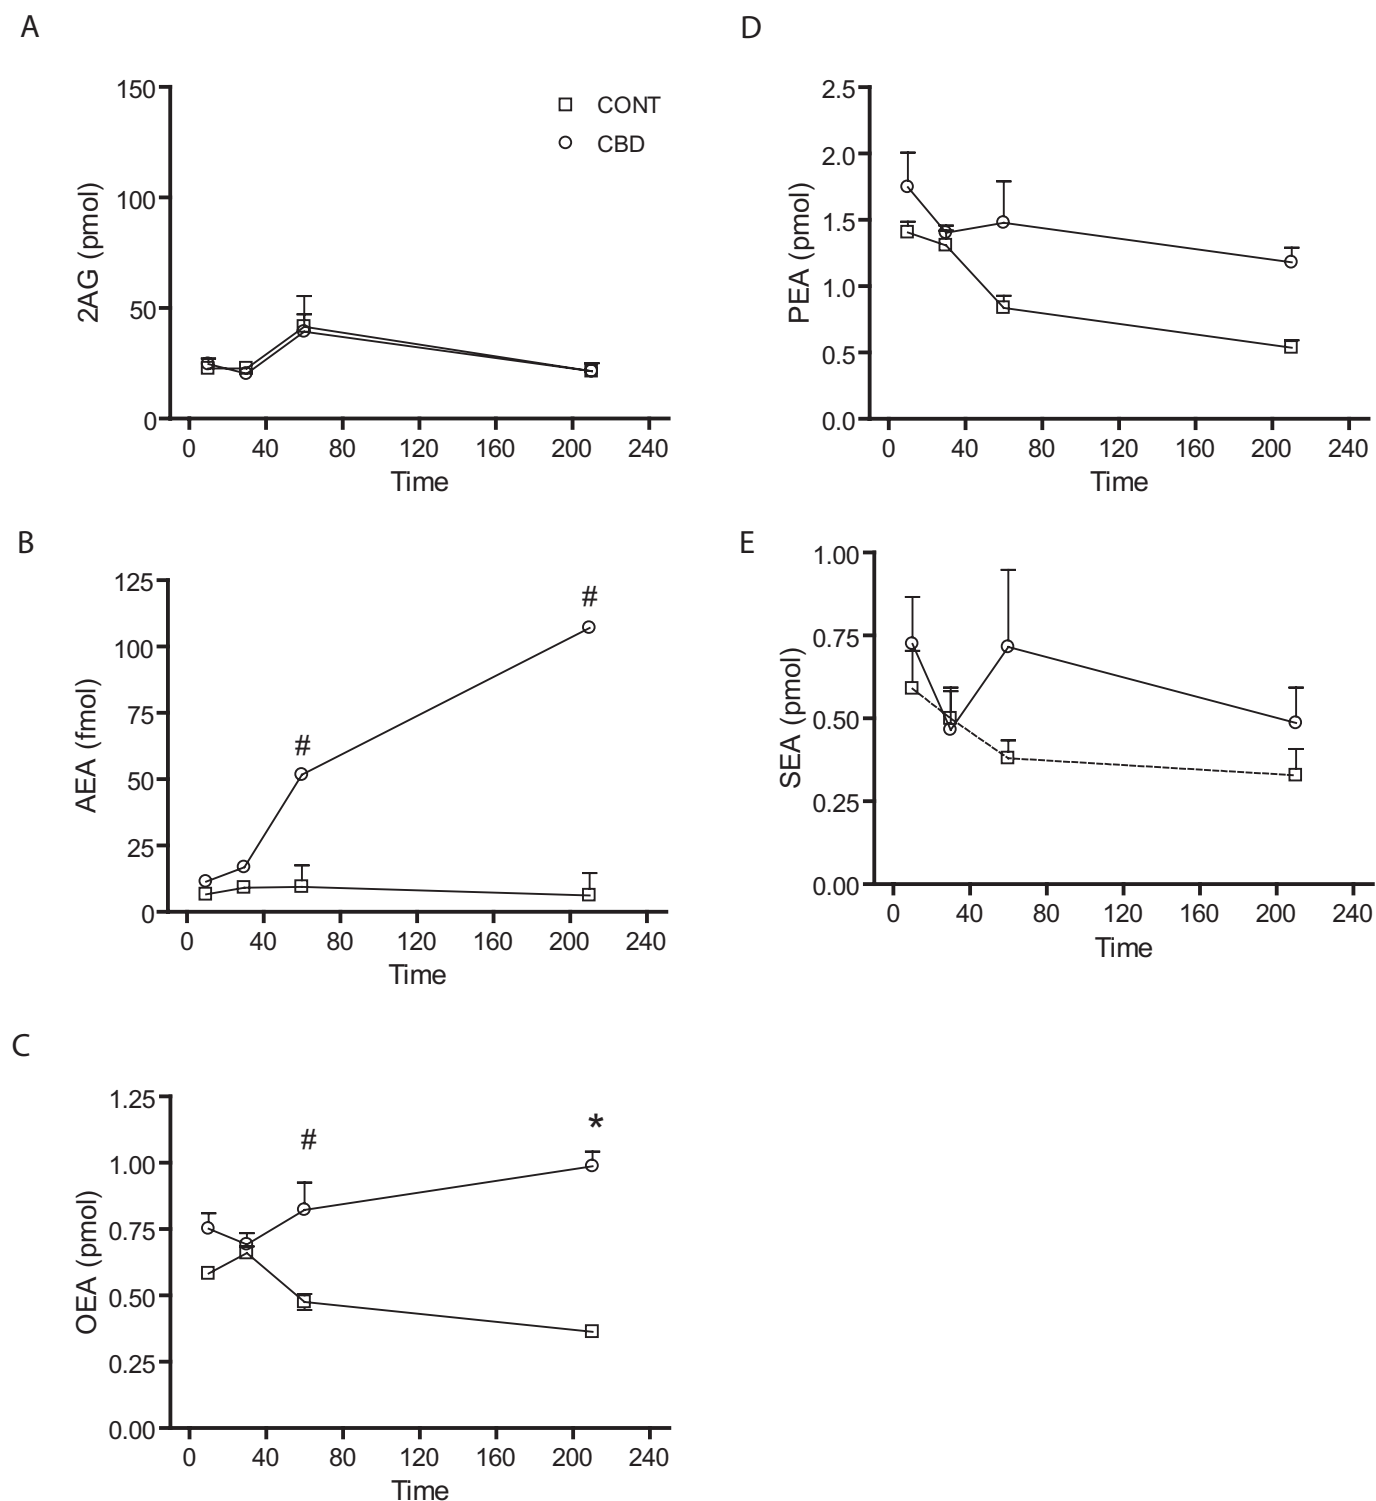 A
150
100
50
0
2AG (pmol)
CONT
CBD
0 40 80 120 160 200 240
Time
D
2.5
2.0
1.5
1.0
0.5
0.0
PEA (pmol)
0 40 80 120 160 200 240
Time
B
125
100
75
50
25
0
AEA (fmol)
#
#
0 40 80 120 160 200 240
Time
E
1.00
0.75
0.50
0.25
0.00
SEA (pmol)
0 40 80 120 160 200 240
Time
C
1.25
1.00
0.75
0.50
0.25
0.00
OEA (pmol)
#
*
0 40 80 120 160 200 240
Time